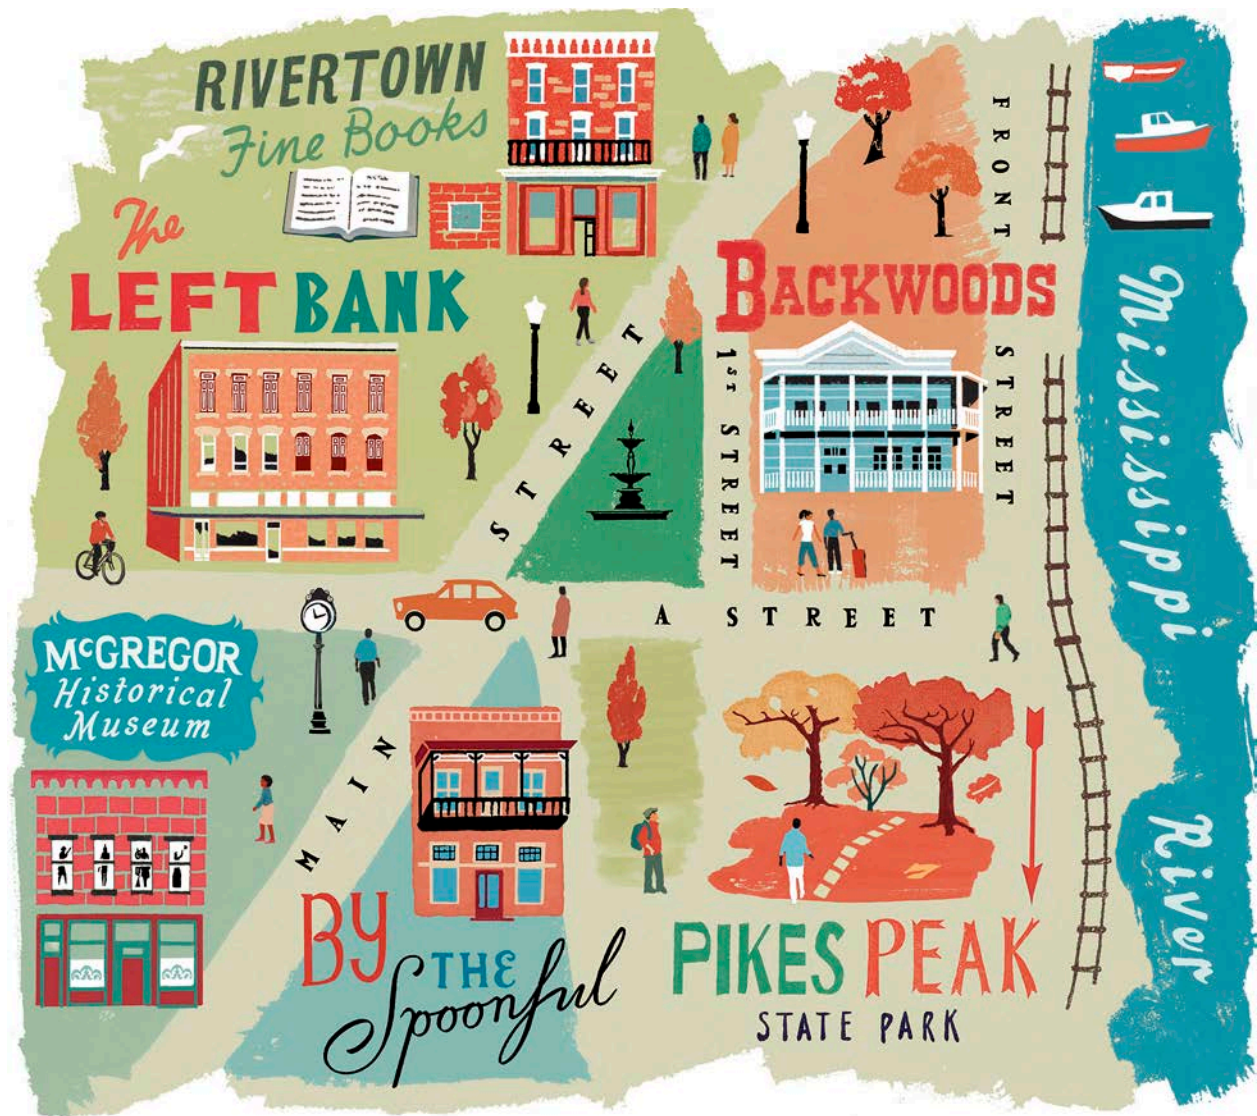 RIVERTOWN
Fine Books
The
LEFT BANK
BACKWOODS
FRONT STREET
1ST STREET
MAIN STREET
A STREET
Mississippi River
McGREGOR
Historical
Museum
BY
THE
Spoonful
PIKES PEAK
STATE PARK